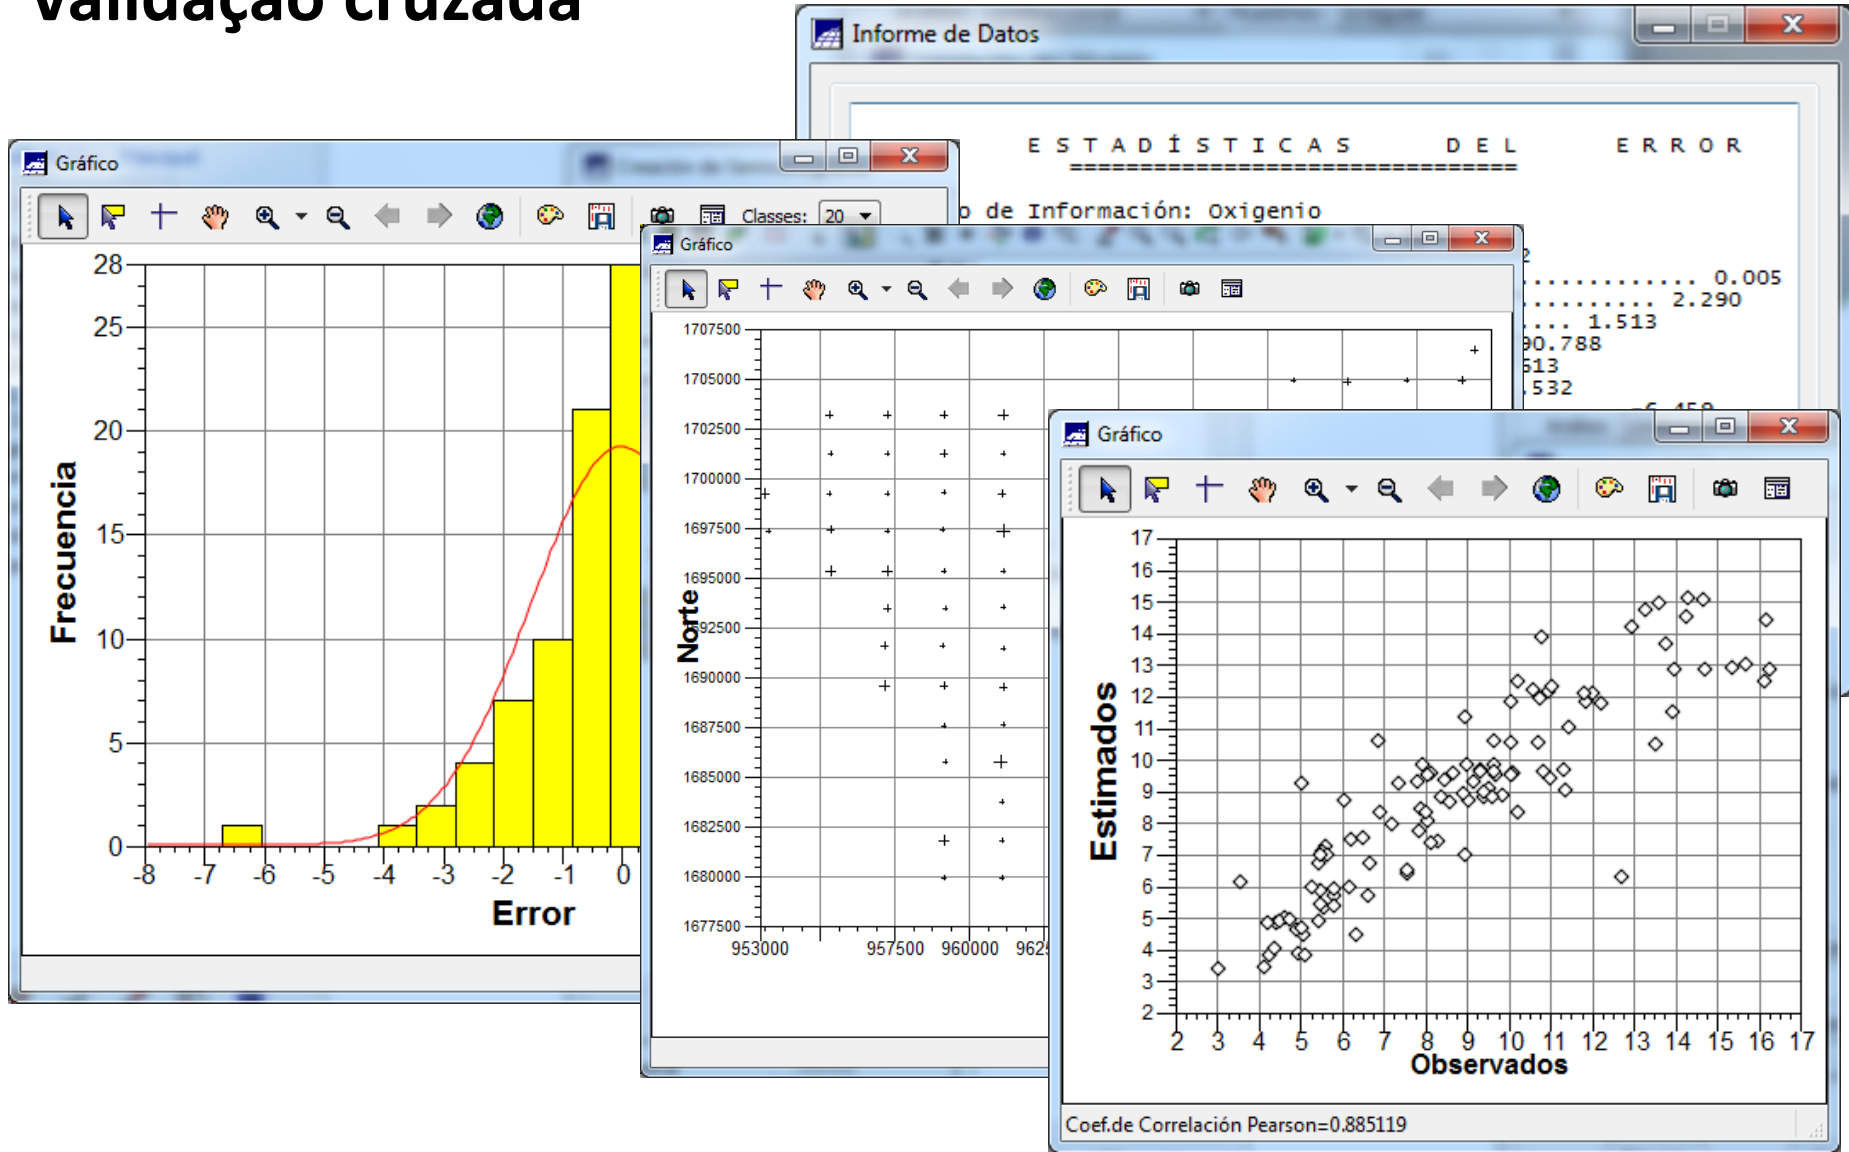 Validação cruzada
Informe de Datos
E S T A D Í S T I C A S D E L E R R O R
================================
o de Información: Oxigenio
2
............. 0.005
........... 2.290
.... 1.513
90.788
513
.532
-6.459
Gráfico
Classes: 20
28
25
20
15
10
5
0
Frecuencia
-8 -7 -6 -5 -4 -3 -2 -1 0
Error
Gráfico
1707500
1705000
1702500
1700000
1697500
1695000
1692500
1690000
1687500
1685000
1682500
1680000
1677500
Norte
953000 957500 960000 9625
Gráfico
17
16
15
14
13
12
11
10
9
8
7
6
5
4
3
2
Estimados
2 3 4 5 6 7 8 9 10 11 12 13 14 15 16 17
Observados
Coef.de Correlación Pearson=0.885119